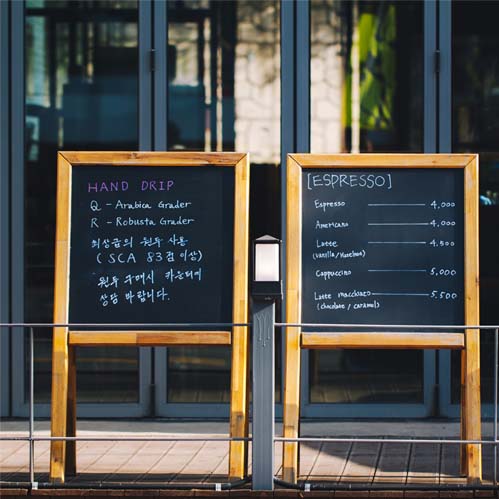 HAND DRIP
Q - Arabica Grader
R - Robusta Grader
최상급의 원두 사용
( SCA 83점 이상)
원두 구매시 카운터에
상담 바랍니다.
[ESPRESSO]
Espresso 4,000
Americano 4,000
Latte 4,500
(vanilla / Hazelnut)
Cappuccino 5,000
Latte macchiato 5,500
(chocolate / caramel)